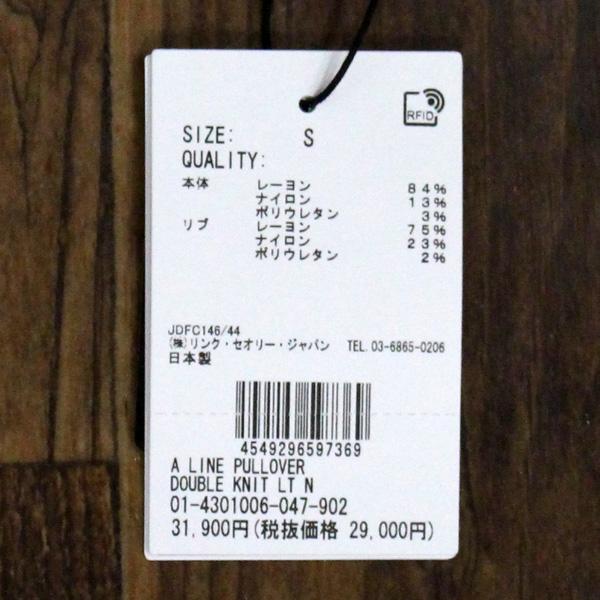 RFID
SIZE: S
QUALITY:
本体 レーヨン 84%
ナイロン 13%
ポリウレタン 3%
リブ レーヨン 75%
ナイロン 23%
ポリウレタン 2%
JDFC146/44
(株)リンク・セオリー・ジャパン TEL.03-6865-0206
日本製
4549296597369
A LINE PULLOVER
DOUBLE KNIT LT N
01-4301006-047-902
31,900円(税抜価格 29,000円)